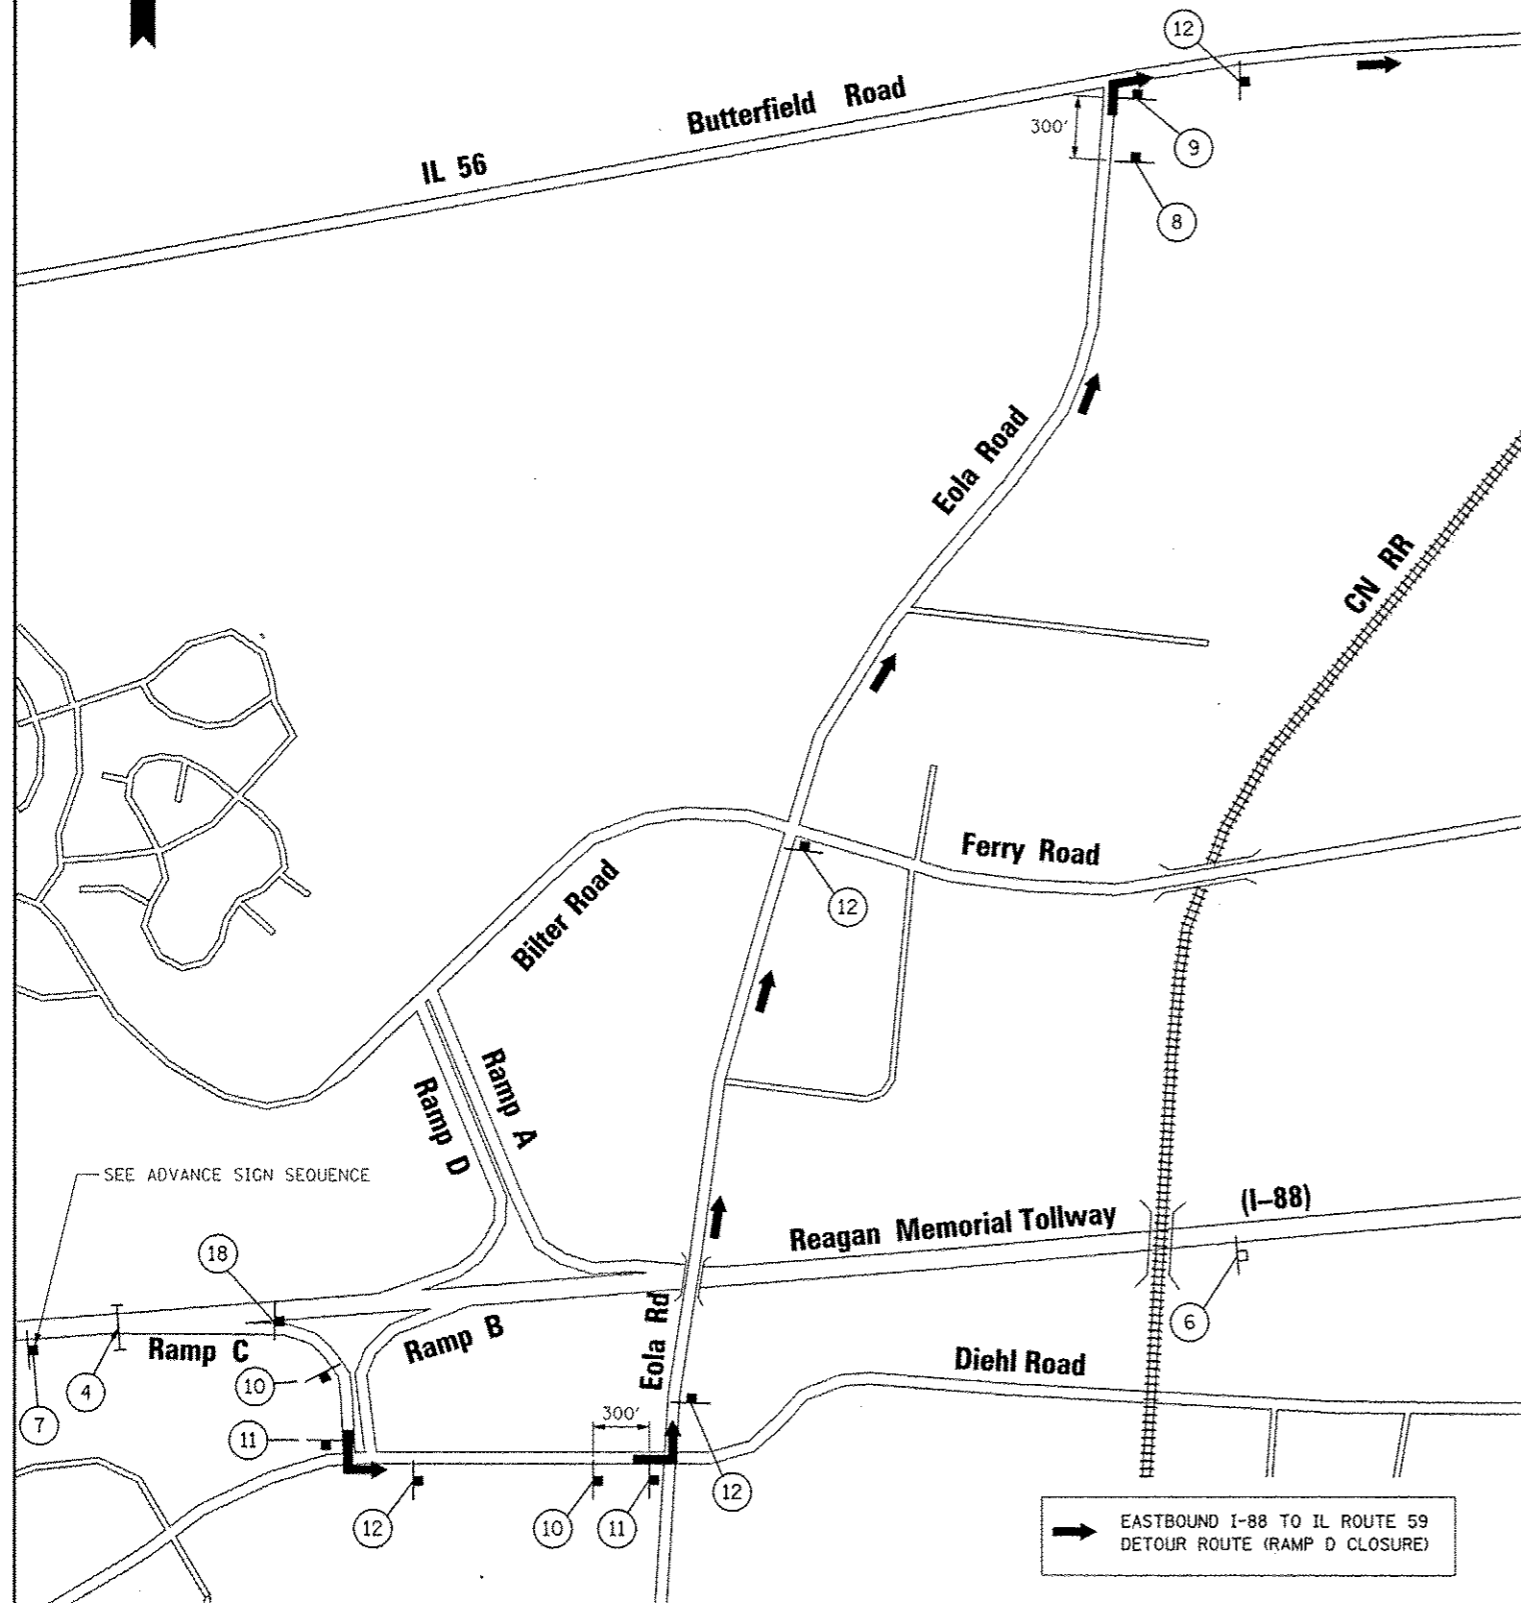 12
Butterfield Road
300'
9
IL 56
8
Eola Road
CN RR
Ferry Road
12
Bilter Road
Ramp A
Ramp D
SEE ADVANCE SIGN SEQUENCE
(I-88)
Reagan Memorial Tollway
18
6
Eola Rd
Ramp B
Ramp C
Diehl Road
10
4
7
300'
11
12
12
10
11
EASTBOUND I-88 TO IL ROUTE 59
DETOUR ROUTE (RAMP D CLOSURE)